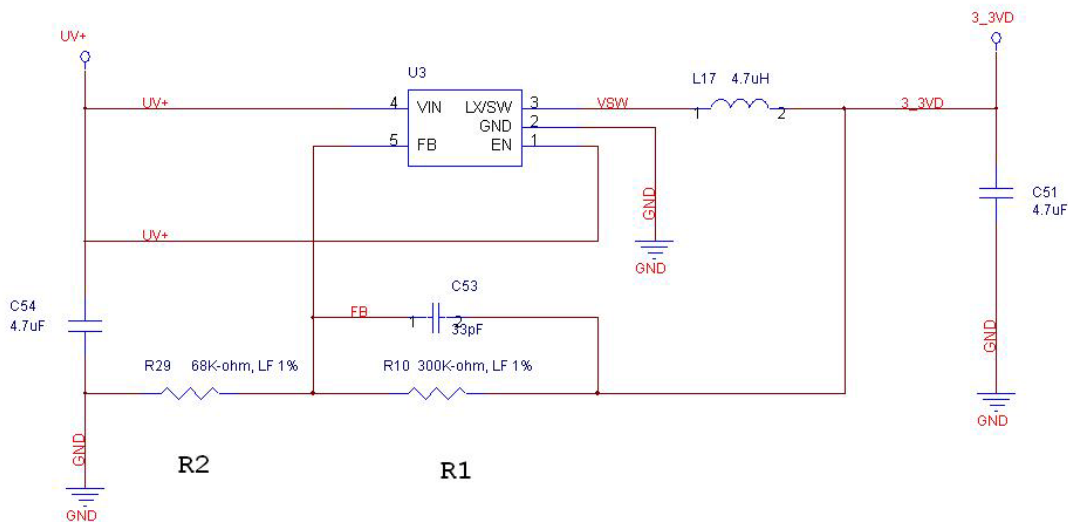 3_3VD
UV+
U3
L17 4.7uH
UV+ 4 VIN LX/SW 3 VSW 1 2 3_3VD
GND 2
5 FB EN 1
C51
4.7uF
GND
UV+
GND
C53
C54
4.7uF
FB 1 2
33pF
GND
R29 68K-ohm, LF 1% R10 300K-ohm, LF 1%
GND
GND
R2 R1
GND